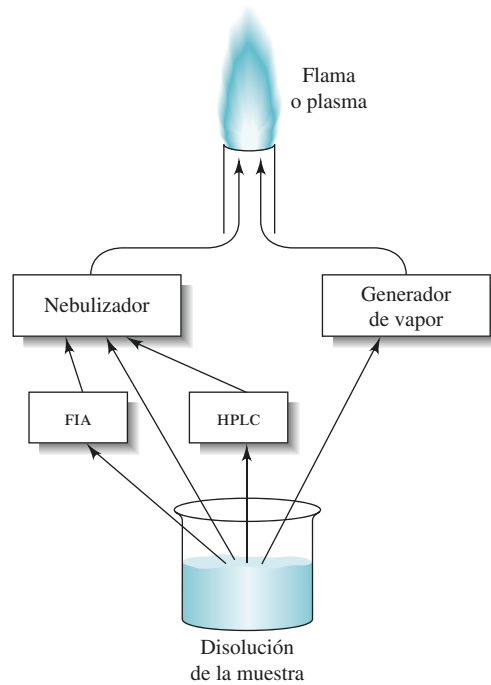 Flama
o plasma
Nebulizador
Generador
de vapor
FIA
HPLC
Disolución
de la muestra